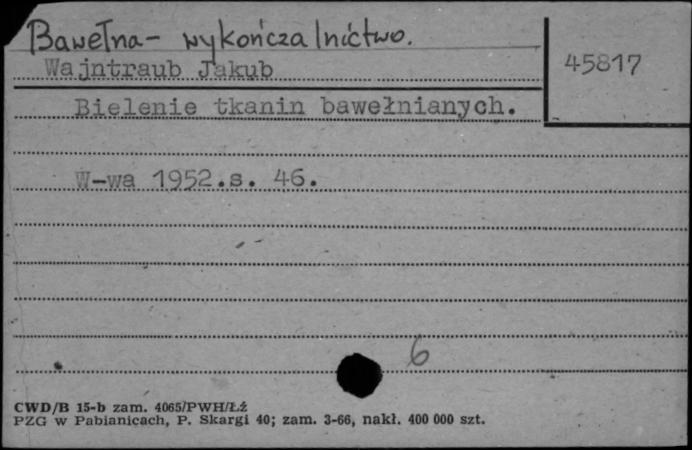 Bawełna - wykończalnictwo.
45817
Wajntraub Jakub
Bielenie tkanin bawełnianych.
W-wa 1952.s. 46.
6
CWD/B 15-b zam. 4065/PWH/Łź
PZG w Pabianicach, P. Skargi 40; zam. 3-66, nakł. 400 000 szt.